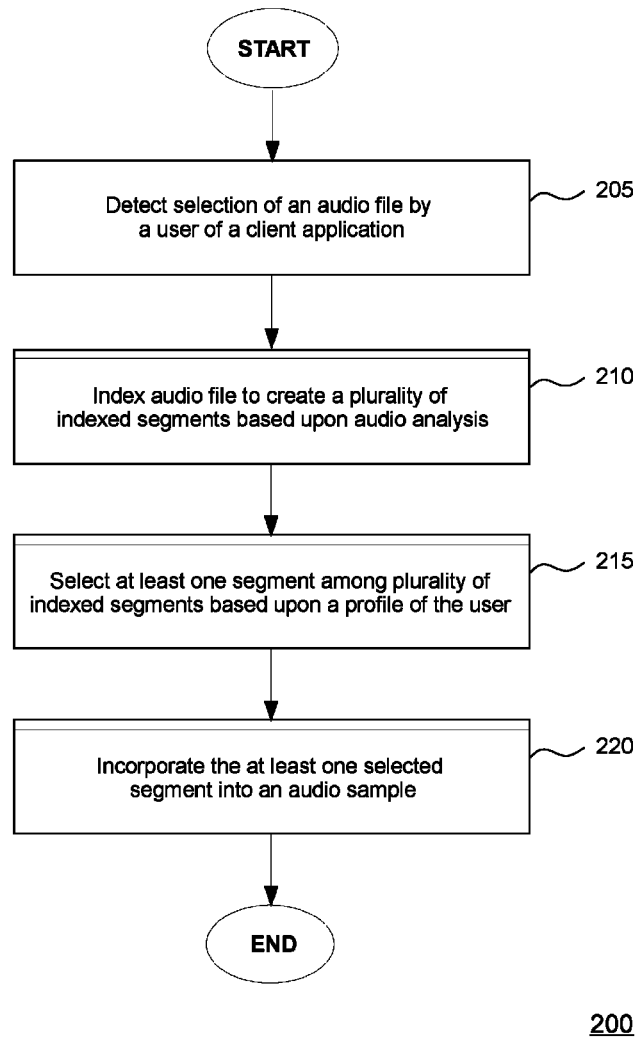 START
Detect selection of an audio file by
a user of a client application
205
Index audio file to create a plurality of
indexed segments based upon audio analysis
210
Select at least one segment among plurality of
indexed segments based upon a profile of the user
215
Incorporate the at least one selected
segment into an audio sample
220
END
200